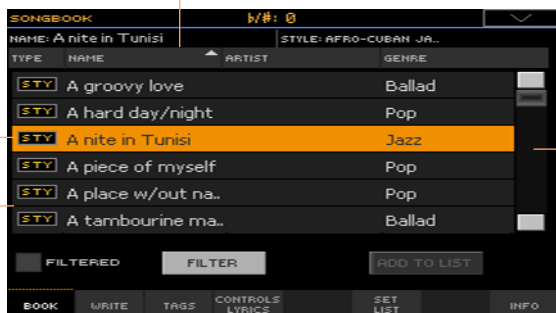 SONGBOOK b/#: 0
NAME: A nite in Tunisi STYLE: AFRO-CUBAN JA..
TYPE NAME ARTIST GENRE
STY A groovy love Ballad
STY A hard day/night Pop
STY A nite in Tunisi Jazz
STY A piece of myself Pop
STY A place w/out na.. Pop
STY A tambourine ma.. Ballad
FILTERED FILTER ADD TO LIST
BOOK WRITE TAGS CONTROLS LYRICS SET LIST INFO